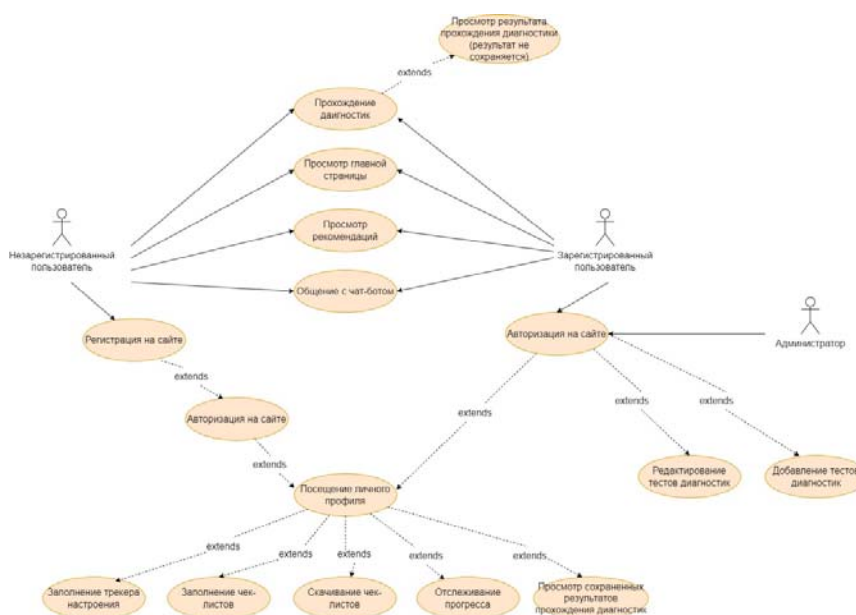 Просмотр результата
прохождения диагностики
(результат не
сохраняется)
extends
Прохождение
даигностик
Просмотр главной
страницы
Просмотр
рекомендаций
Общение с чат-ботом
Незарегистрированный
пользователь
Зарегистрированный
пользователь
Администратор
Регистрация на сайте
extends
Авторизация на сайте
extends
Авторизация на сайте
extends
extends
extends
Посещение личного
профиля
Редактирование
тестов диагностик
Добавление тестов
диагностик
extends
extends
extends
extends
extends
Заполнение трекера
настроения
Заполнение чек-
листов
Скачивание чек-
листов
Отслеживание
прогресса
Просмотр сохраненных
результатов
прохождения диагностик